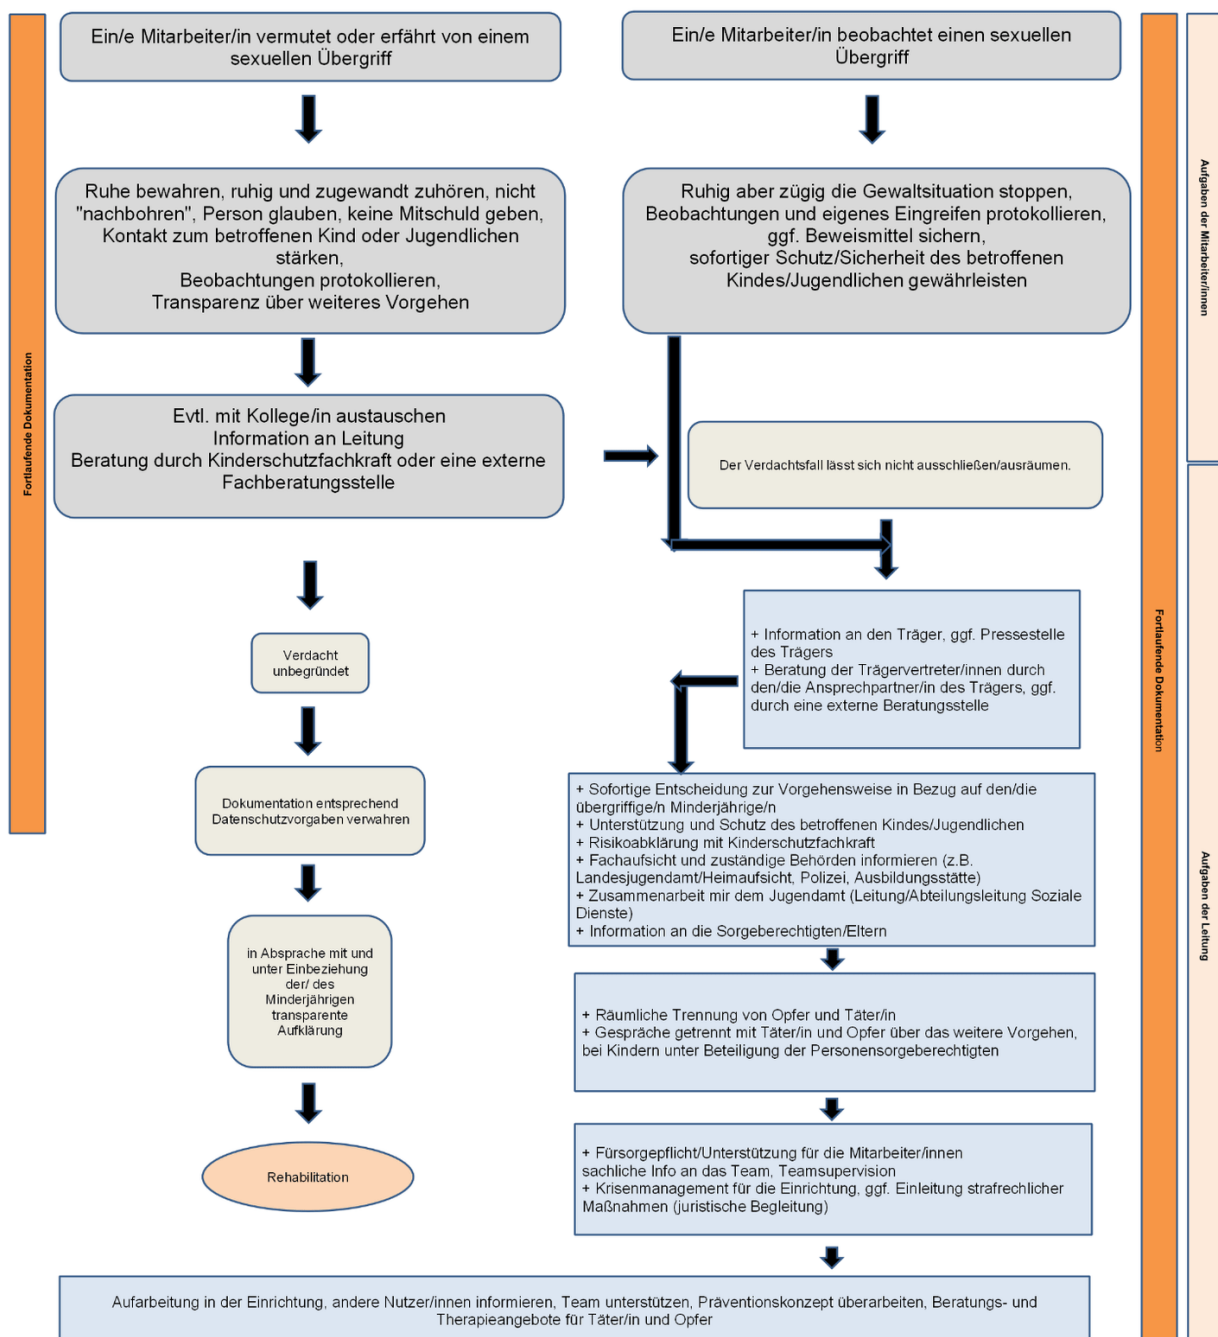 Ein/e Mitarbeiter/in vermutet oder erfährt von einem
sexuellen Übergriff
Ein/e Mitarbeiter/in beobachtet einen sexuellen
Übergriff
Ruhe bewahren, ruhig und zugewandt zuhören, nicht
"nachbohren", Person glauben, keine Mitschuld geben,
Kontakt zum betroffenen Kind oder Jugendlichen
stärken,
Beobachtungen protokollieren,
Transparenz über weiteres Vorgehen
Ruhig aber zügig die Gewaltsituation stoppen,
Beobachtungen und eigenes Eingreifen protokollieren,
ggf. Beweismittel sichern,
sofortiger Schutz/Sicherheit des betroffenen
Kindes/Jugendlichen gewährleisten
Aufgaben der Mitarbeiter/innen
Fortlaufende Dokumentation
Evtl. mit Kollege/in austauschen
Information an Leitung
Beratung durch Kinderschutzfachkraft oder eine externe
Fachberatungsstelle
Der Verdachtsfall lässt sich nicht ausschließen/ausräumen.
Verdacht
unbegründet
+ Information an den Träger, ggf. Pressestelle
des Trägers
+ Beratung der Trägervertreter/innen durch
den/die Ansprechpartner/in des Trägers, ggf.
durch eine externe Beratungsstelle
Fortlaufende Dokumentation
Dokumentation entsprechend
Datenschutzvorgaben verwahren
+ Sofortige Entscheidung zur Vorgehensweise in Bezug auf den/die
übergriffige/n Minderjährige/n
+ Unterstützung und Schutz des betroffenen Kindes/Jugendlichen
+ Risikoabklärung mit Kinderschutzfachkraft
+ Fachaufsicht und zuständige Behörden informieren (z.B.
Landesjugendamt/Heimaufsicht, Polizei, Ausbildungsstätte)
+ Zusammenarbeit mir dem Jugendamt (Leitung/Abteilungsleitung Soziale
Dienste)
+ Information an die Sorgeberechtigten/Eltern
Aufgaben der Leitung
in Absprache mit und
unter Einbeziehung
der/ des
Minderjährigen
transparente
Aufklärung
+ Räumliche Trennung von Opfer und Täter/in
+ Gespräche getrennt mit Täter/in und Opfer über das weitere Vorgehen,
bei Kindern unter Beteiligung der Personensorgeberechtigten
Rehabilitation
+ Fürsorgepflicht/Unterstützung für die Mitarbeiter/innen
sachliche Info an das Team, Teamsupervision
+ Krisenmanagement für die Einrichtung, ggf. Einleitung strafrechlicher
Maßnahmen (juristische Begleitung)
Aufarbeitung in der Einrichtung, andere Nutzer/innen informieren, Team unterstützen, Präventionskonzept überarbeiten, Beratungs- und
Therapieangebote für Täter/in und Opfer